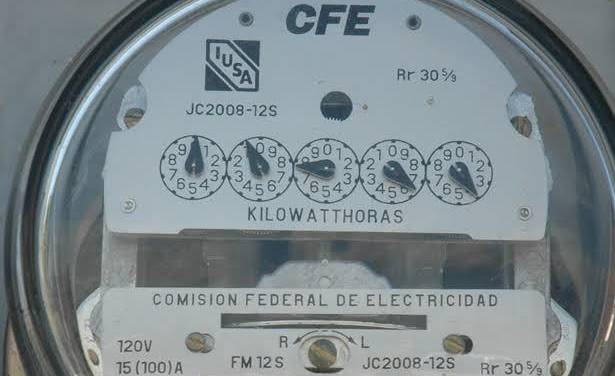 CFE
IUSA
Rr 30 5/9
JC2008-12S
KILOWATTHORAS
COMISION FEDERAL DE ELECTRICIDAD
R L
120V
FM 12 S JC2008-12S
15 (100) A Rr 30 5/9